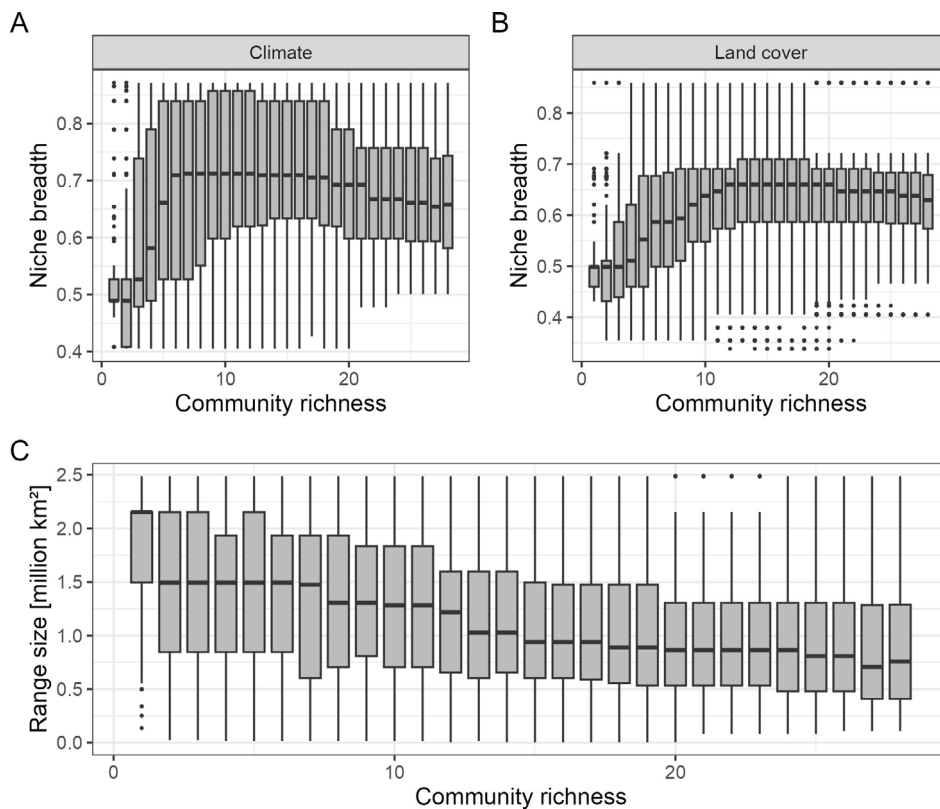 A
Climate
Niche breadth
0.8
0.7
0.6
0.5
0.4
0
10
20
Community richness
B
Land cover
Niche breadth
0.8
0.7
0.6
0.5
0.4
0
10
20
Community richness
C
Range size [million km²]
2.5
2.0
1.5
1.0
0.5
0.0
0
10
20
Community richness